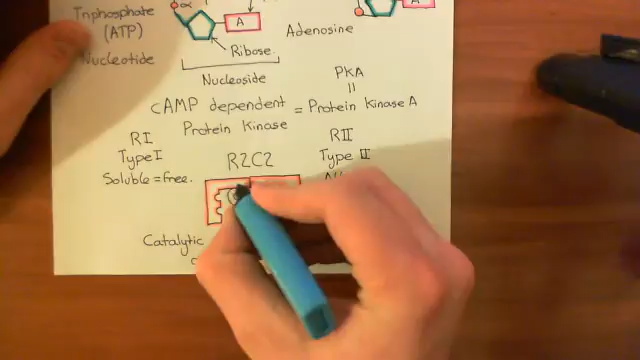 Triphosphate
(ATP)
Nucleotide
α
A
Ribose
Nucleoside
A
Adenosine
PKA
=
cAMP dependent = Protein Kinase A
Protein Kinase
RI
Type I
Soluble = free.
R2C2
RII
Type II
Catalytic